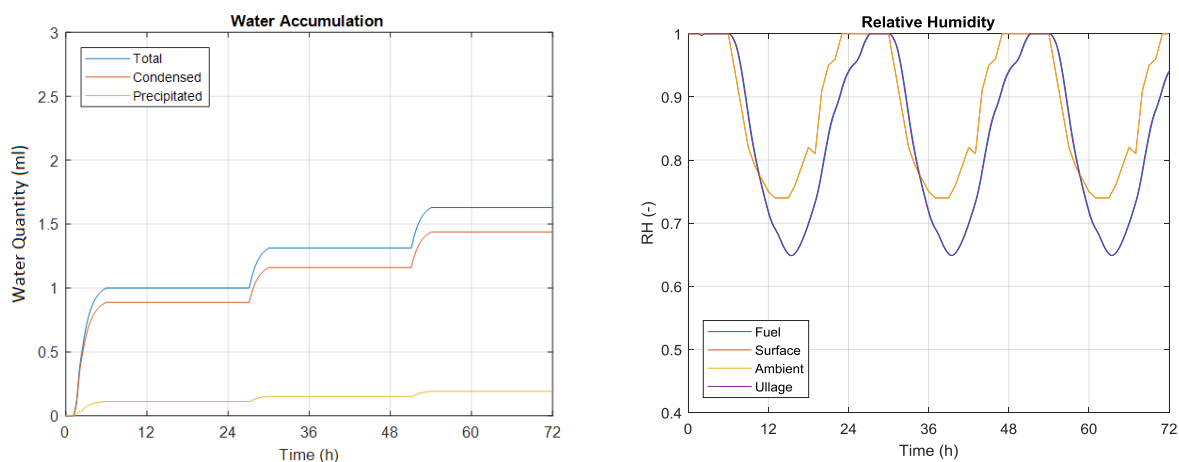 Water Accumulation
3
2.5
2
1.5
1
0.5
0
Water Quantity (ml)
Total
Condensed
Precipitated
0 12 24 36 48 60 72
Time (h)
Relative Humidity
1
0.9
0.8
0.7
0.6
0.5
0.4
RH (-)
Fuel
Surface
Ambient
Ullage
0 12 24 36 48 60 72
Time (h)